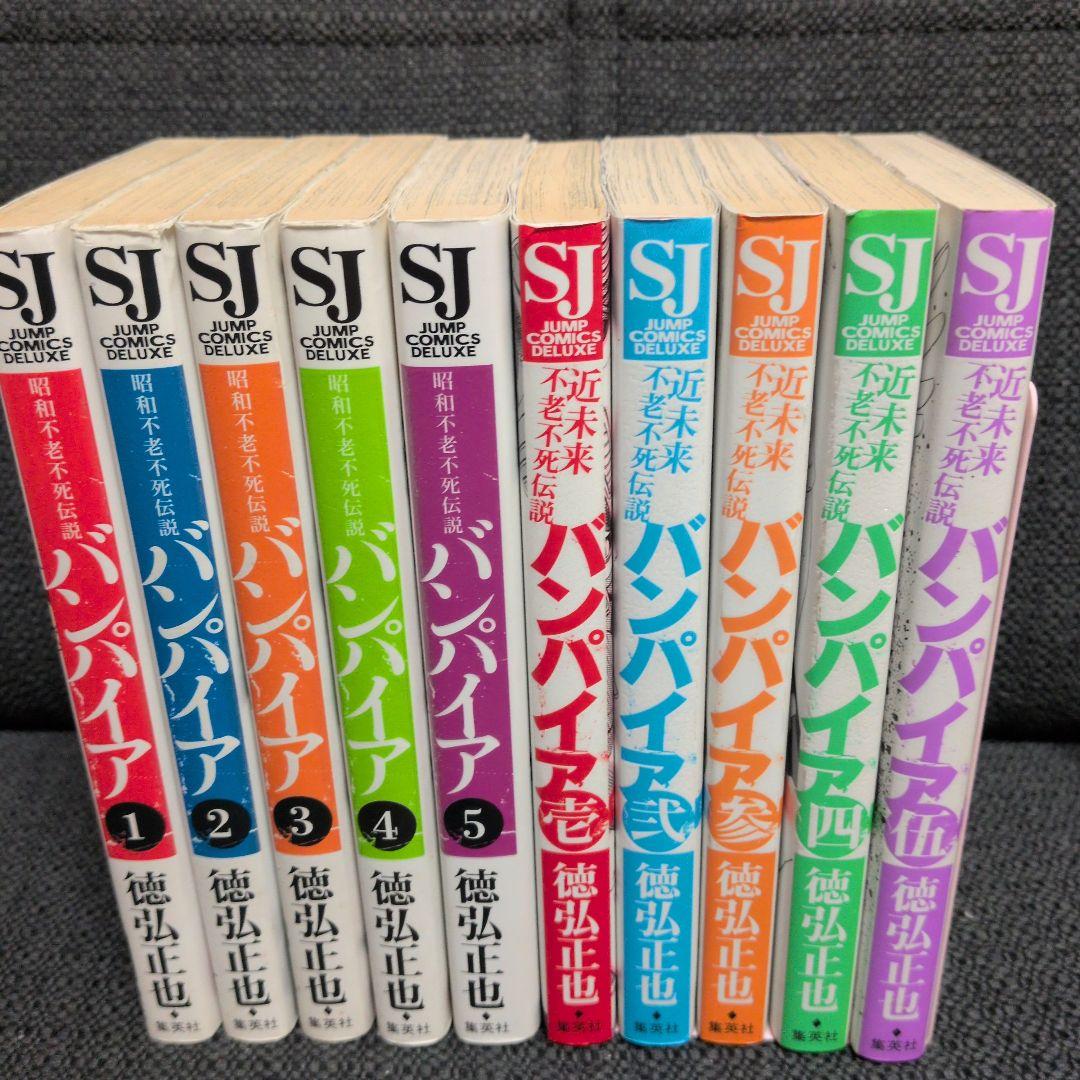 SJ
JUMP
COMICS
DELUXE
昭和不老不死伝説
バンパイア
1
徳弘正也
集英社
SJ
JUMP
COMICS
DELUXE
昭和不老不死伝説
バンパイア
2
徳弘正也
集英社
SJ
JUMP
COMICS
DELUXE
昭和不老不死伝説
バンパイア
3
徳弘正也
集英社
SJ
JUMP
COMICS
DELUXE
昭和不老不死伝説
バンパイア
4
徳弘正也
集英社
SJ
JUMP
COMICS
DELUXE
昭和不老不死伝説
バンパイア
5
徳弘正也
集英社
SJ
JUMP
COMICS
DELUXE
近未来
不老不死伝説
バンパイア
壱
徳弘正也
集英社
SJ
JUMP
COMICS
DELUXE
近未来
不老不死伝説
バンパイア
弐
徳弘正也
集英社
SJ
JUMP
COMICS
DELUXE
近未来
不老不死伝説
バンパイア
参
徳弘正也
集英社
SJ
JUMP
COMICS
DELUXE
近未来
不老不死伝説
バンパイア
四
徳弘正也
集英社
SJ
JUMP
COMICS
DELUXE
近未来
不老不死伝説
バンパイア
伍
徳弘正也
集英社